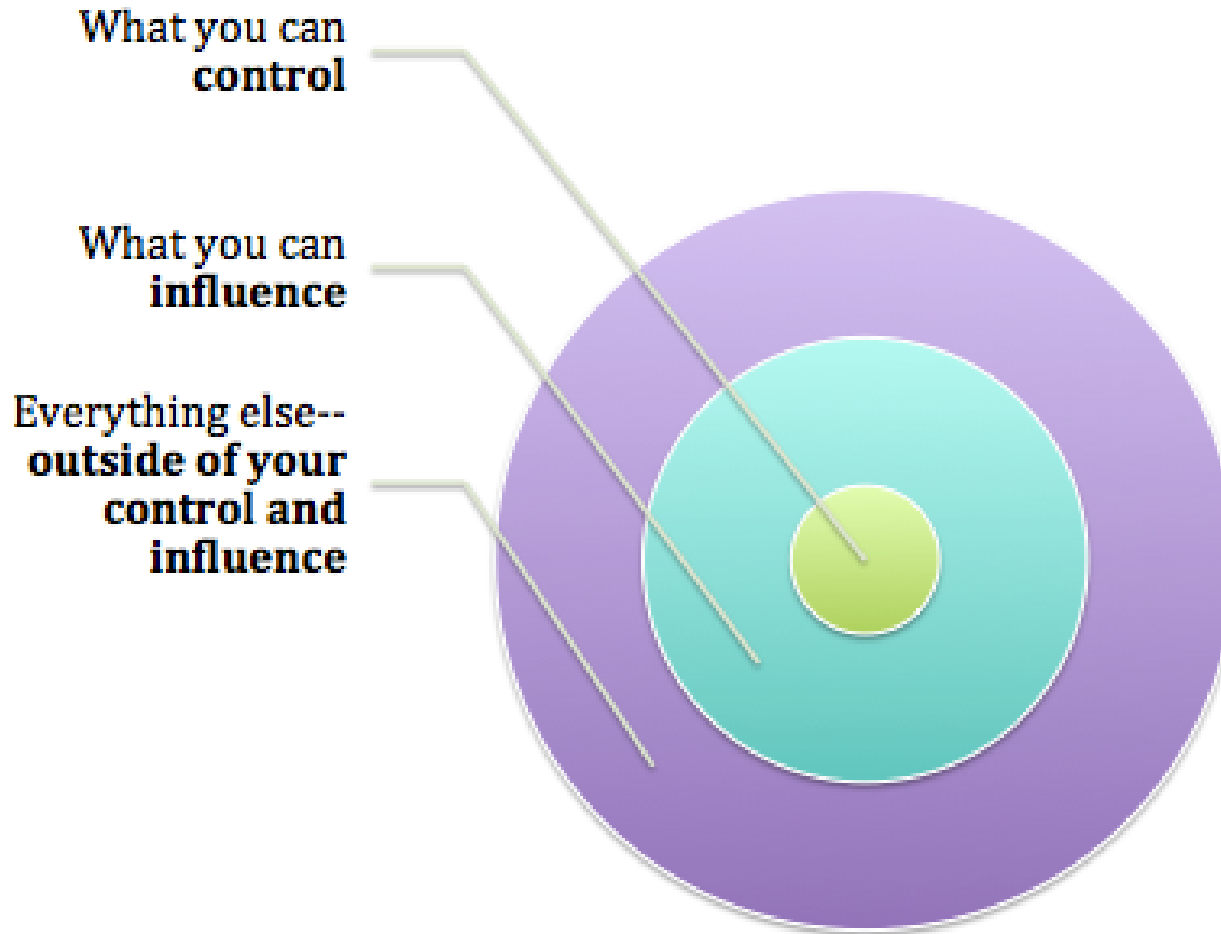 What you can
control
What you can
influence
Everything else--
outside of your
control and
influence